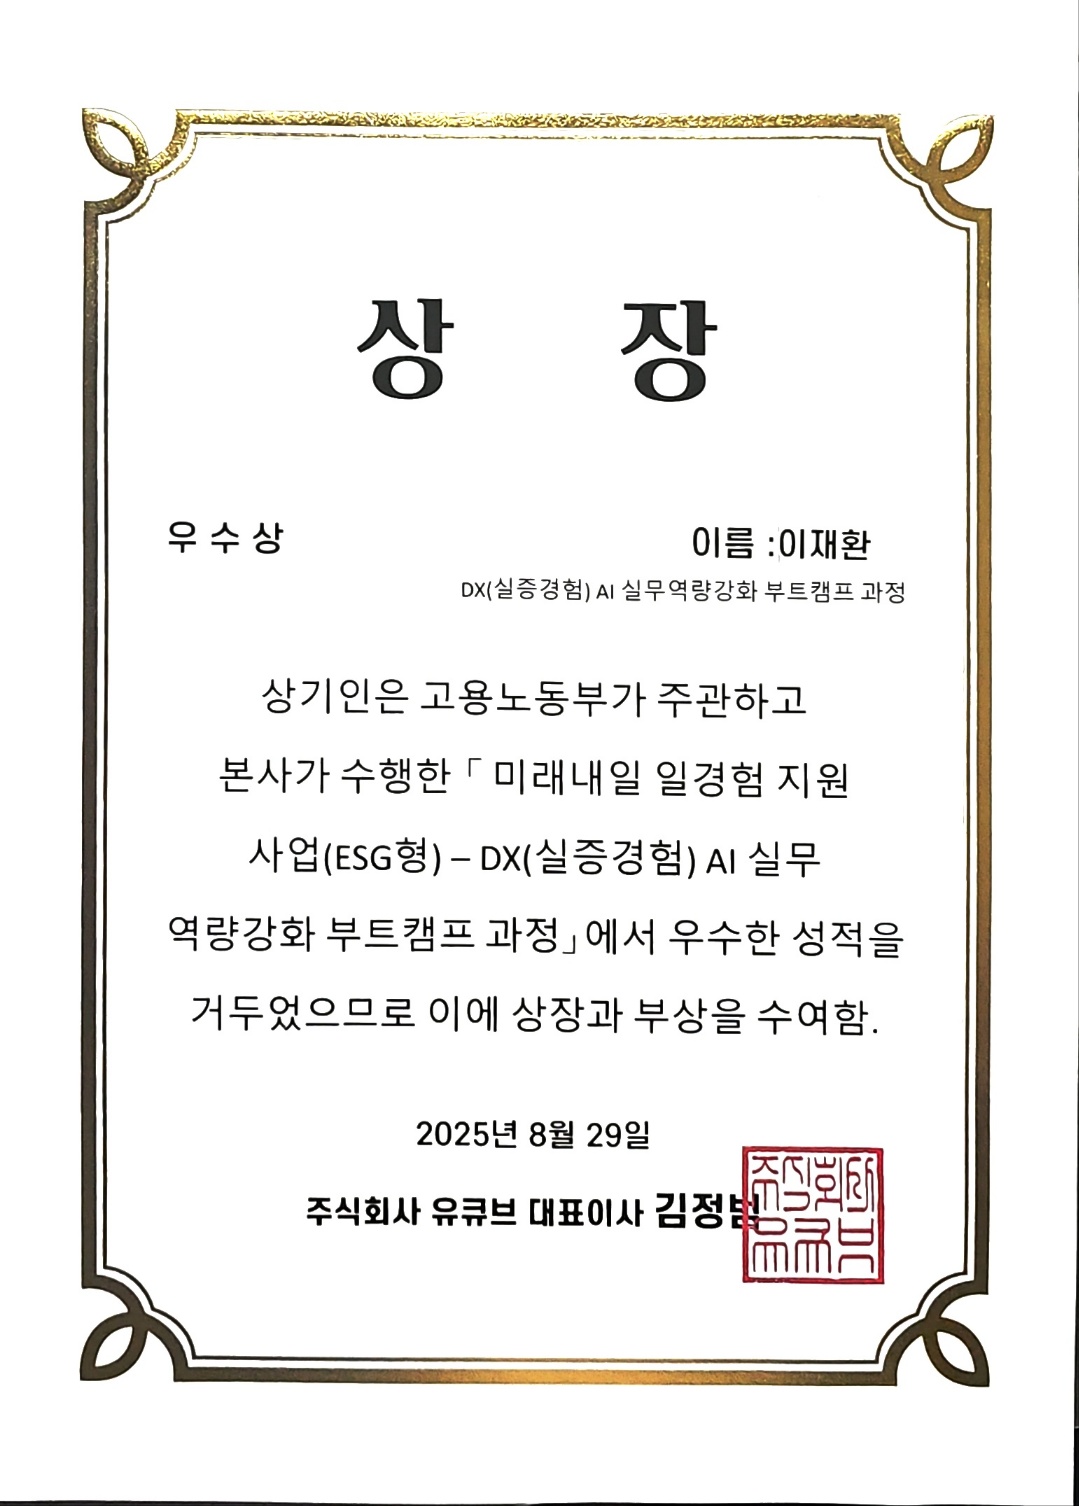 상 장
우 수 상 이름 :이재환
DX(실증경험) AI 실무역량강화 부트캠프 과정
상기인은 고용노동부가 주관하고
본사가 수행한 「 미래내일 일경험 지원
사업(ESG형) – DX(실증경험) AI 실무
역량강화 부트캠프 과정」에서 우수한 성적을
거두었으므로 이에 상장과 부상을 수여함.
2025년 8월 29일
주식회사 유큐브 대표이사 김정범
주식회사
유큐브